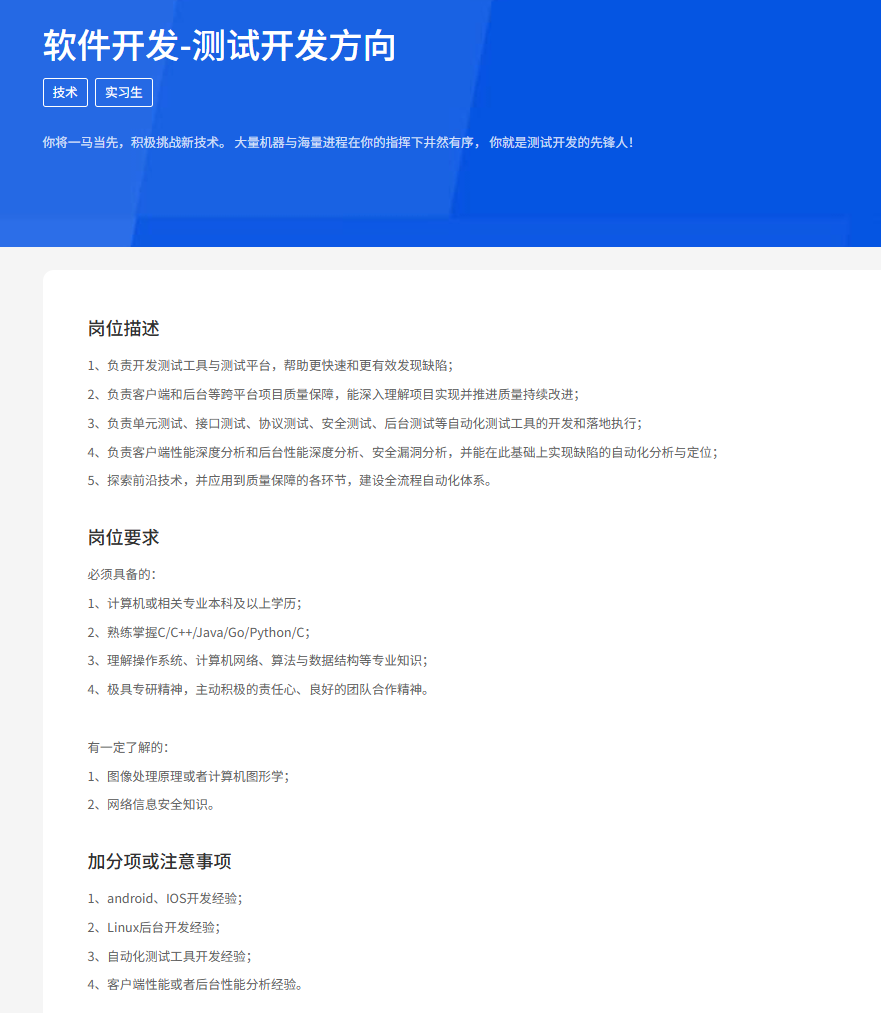 软件开发-测试开发方向
技术 实习生
你将一马当先，积极挑战新技术。 大量机器与海量进程在你的指挥下井然有序， 你就是测试开发的先锋人！
岗位描述
1、负责开发测试工具与测试平台，帮助更快速和更有效发现缺陷；
2、负责客户端和后台等跨平台项目质量保障，能深入理解项目实现并推进质量持续改进；
3、负责单元测试、接口测试、协议测试、安全测试、后台测试等自动化测试工具的开发和落地执行；
4、负责客户端性能深度分析和后台性能深度分析、安全漏洞分析，并能在此基础上实现缺陷的自动化分析与定位；
5、探索前沿技术，并应用到质量保障的各环节，建设全流程自动化体系。
岗位要求
必须具备的：
1、计算机或相关专业本科及以上学历；
2、熟练掌握C/C++/Java/Go/Python/C；
3、理解操作系统、计算机网络、算法与数据结构等专业知识；
4、极具专研精神，主动积极的责任心、良好的团队合作精神。
有一定了解的：
1、图像处理原理或者计算机图形学；
2、网络信息安全知识。
加分项或注意事项
1、android、IOS开发经验；
2、Linux后台开发经验；
3、自动化测试工具开发经验；
4、客户端性能或者后台性能分析经验。